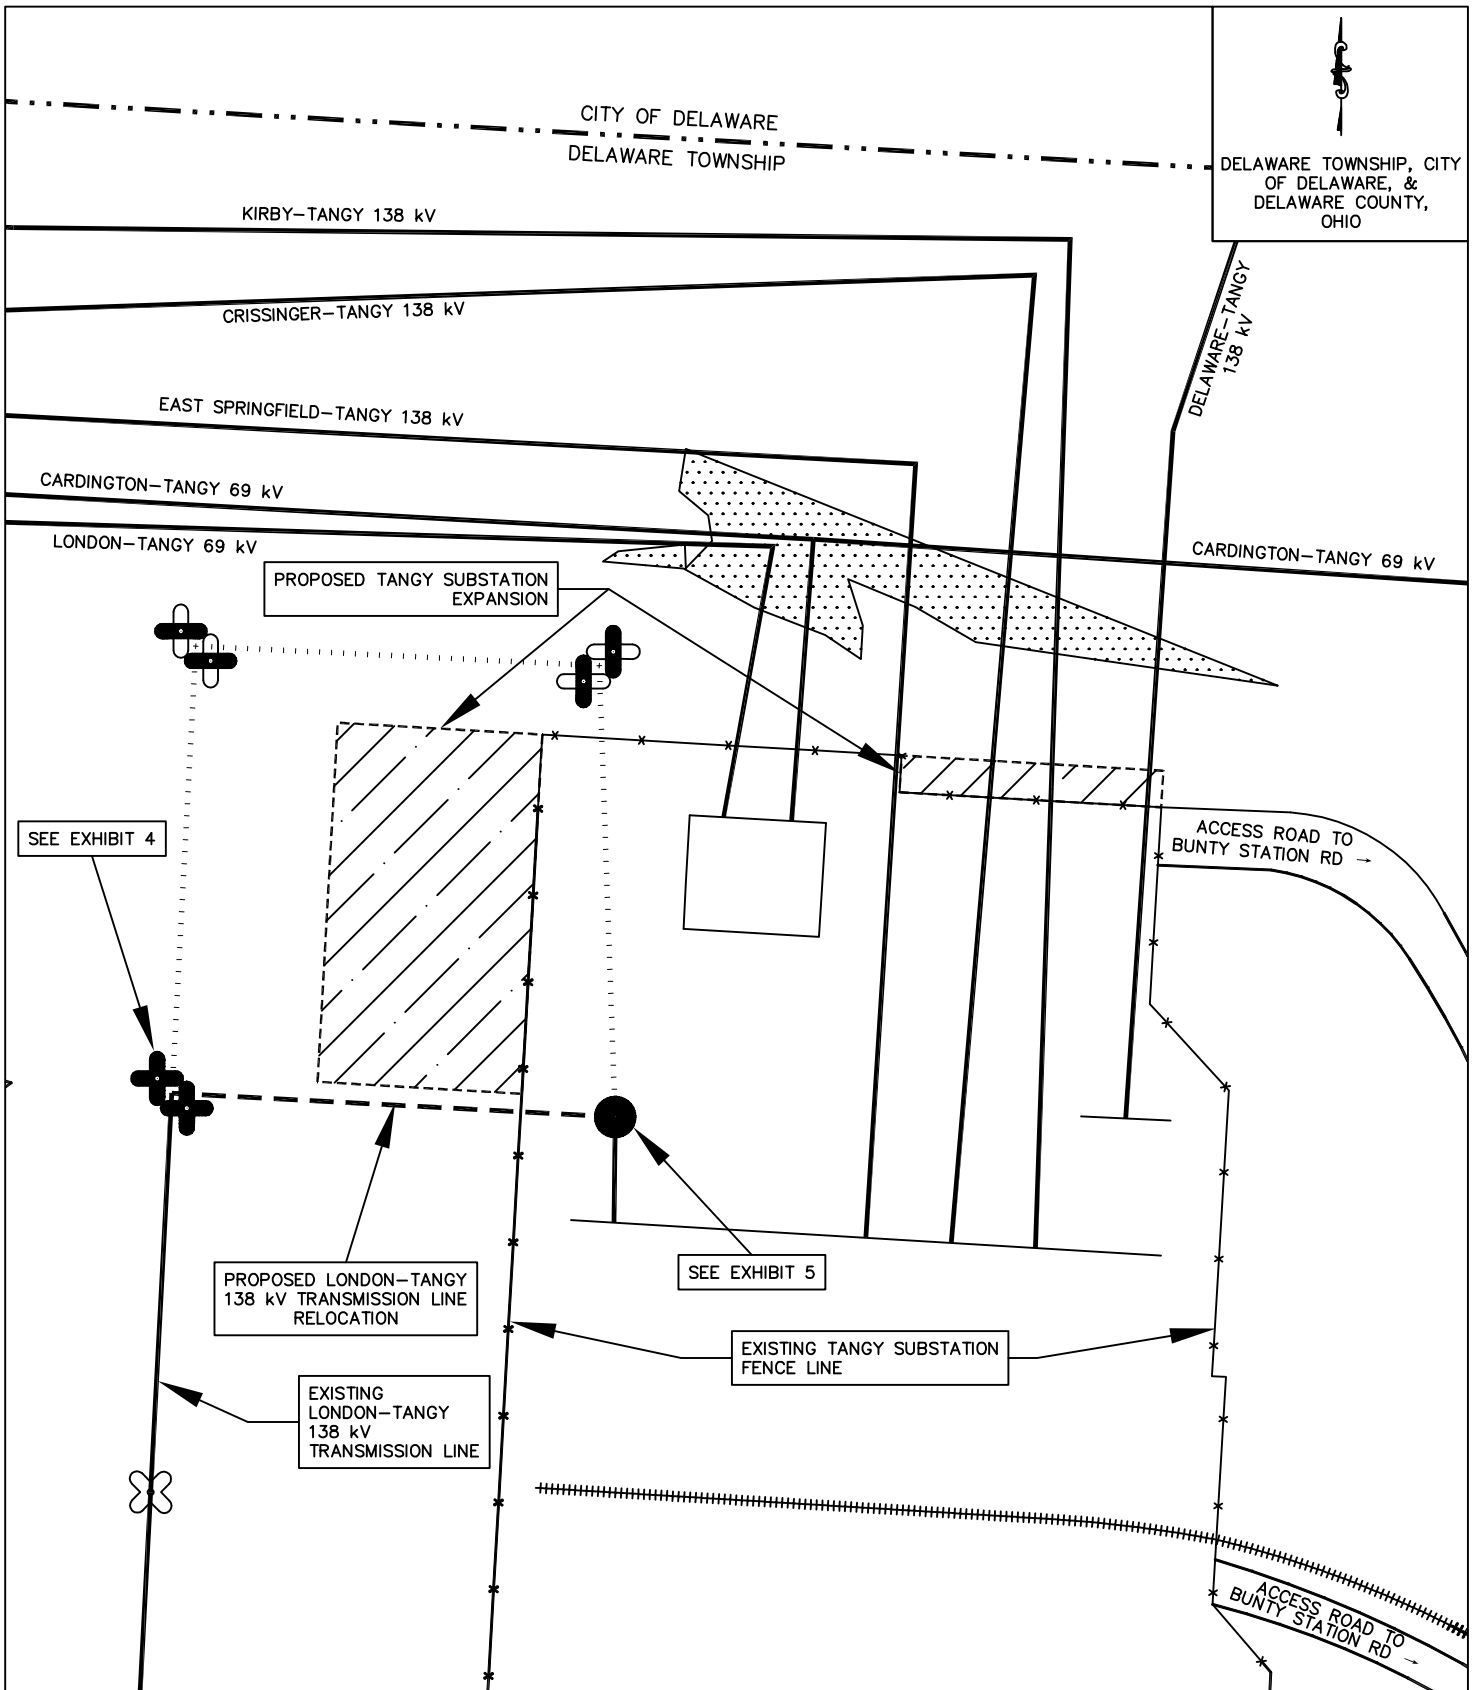 CITY OF DELAWARE
DELAWARE TOWNSHIP
DELAWARE TOWNSHIP, CITY
OF DELAWARE, &
DELAWARE COUNTY,
OHIO
KIRBY-TANGY 138 kV
CRISSINGER-TANGY 138 kV
DELAWARE-TANGY
138 kV
EAST SPRINGFIELD-TANGY 138 kV
CARDINGTON-TANGY 69 kV
LONDON-TANGY 69 kV
CARDINGTON-TANGY 69 kV
PROPOSED TANGY SUBSTATION
EXPANSION
SEE EXHIBIT 4
ACCESS ROAD TO
BUNTY STATION RD →
PROPOSED LONDON-TANGY
138 kV TRANSMISSION LINE
RELOCATION
SEE EXHIBIT 5
EXISTING TANGY SUBSTATION
FENCE LINE
EXISTING
LONDON-TANGY
138 kV
TRANSMISSION LINE
ACCESS ROAD TO
BUNTY STATION RD →